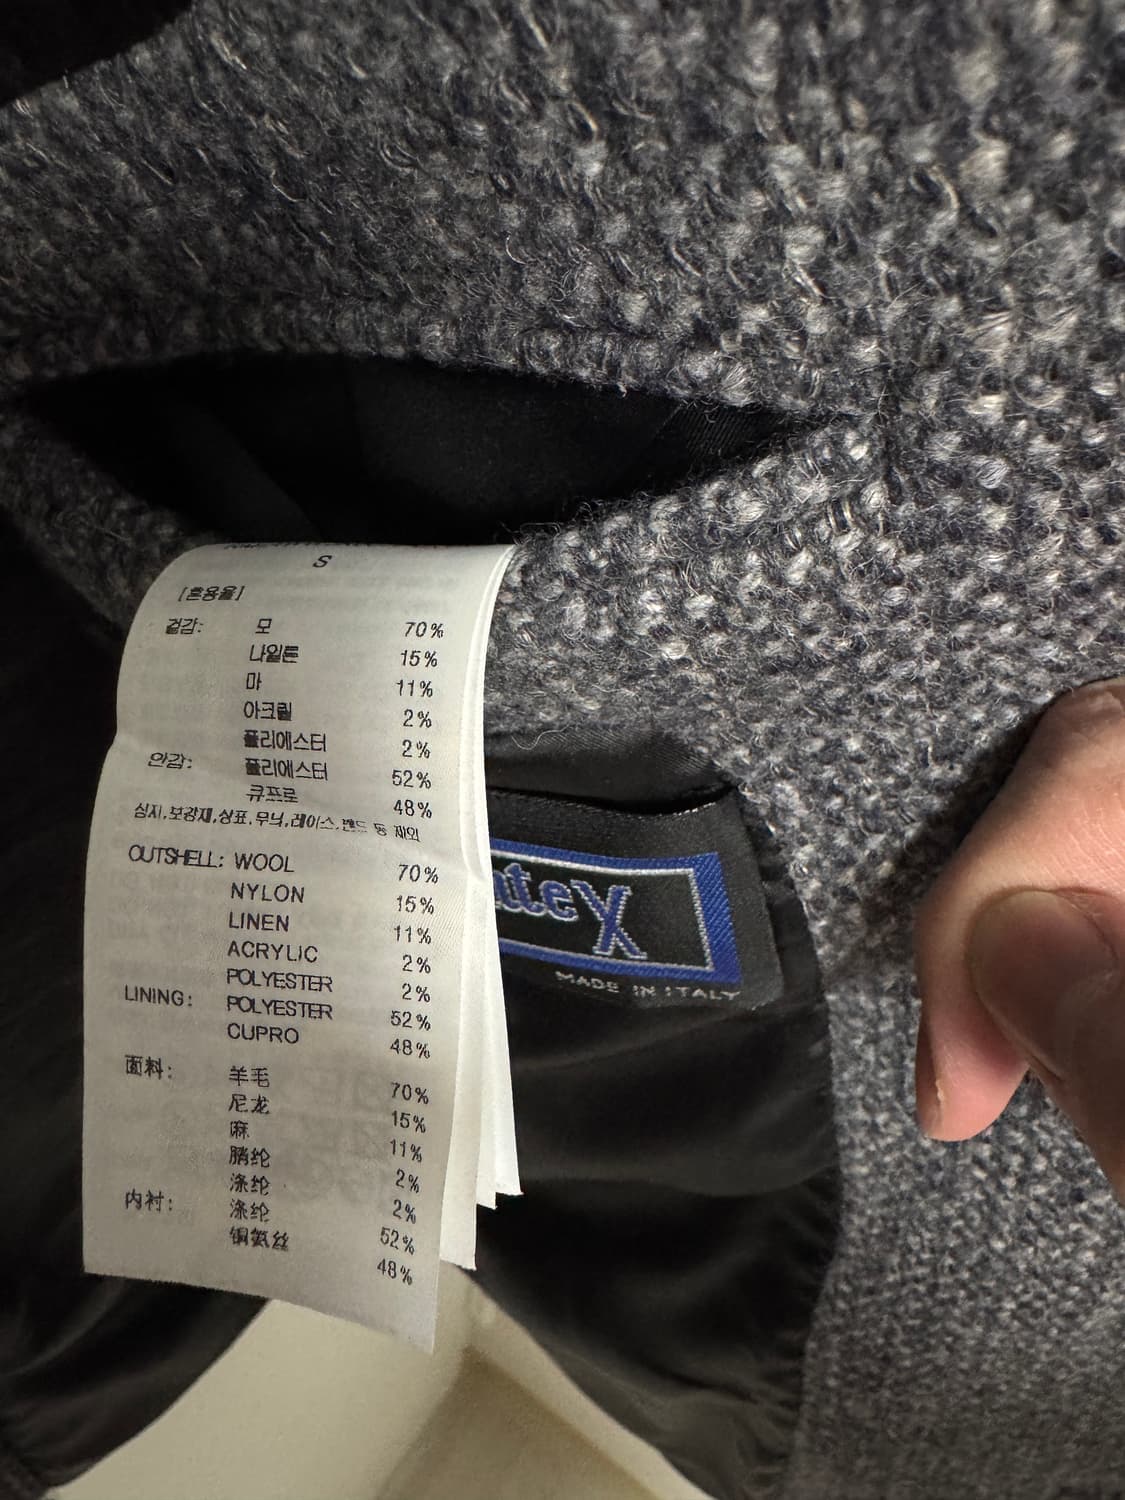 S
[혼용율]
겉감: 모 70%
나일론 15%
마 11%
아크릴 2%
폴리에스터 2%
안감: 폴리에스터 52%
큐프로 48%
심지,보강재,상표,무늬,레이스,밴드 등 제외
OUTSHELL: WOOL 70%
NYLON 15%
LINEN 11%
ACRYLIC 2%
POLYESTER 2%
LINING: POLYESTER 52%
CUPRO 48%
面料: 羊毛 70%
尼龙 15%
麻 11%
腈纶 2%
涤纶 2%
内衬: 涤纶 52%
铜氨丝 48%
MADE IN ITALY